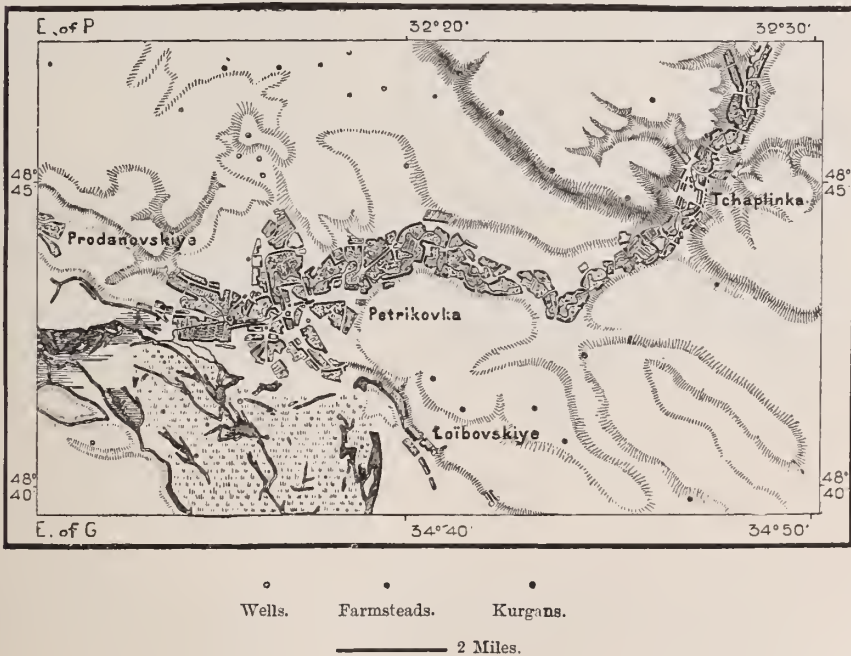 E. of P 32°20' 32°30'
48° 45' 48° 45'
Tchaplinka
Prodanovskiye
Petrikovka
Loïbovskiye
48° 40' 48° 40'
E. of G 34°40' 34°50'
Wells. Farmsteads. Kurgans.
2 Miles.